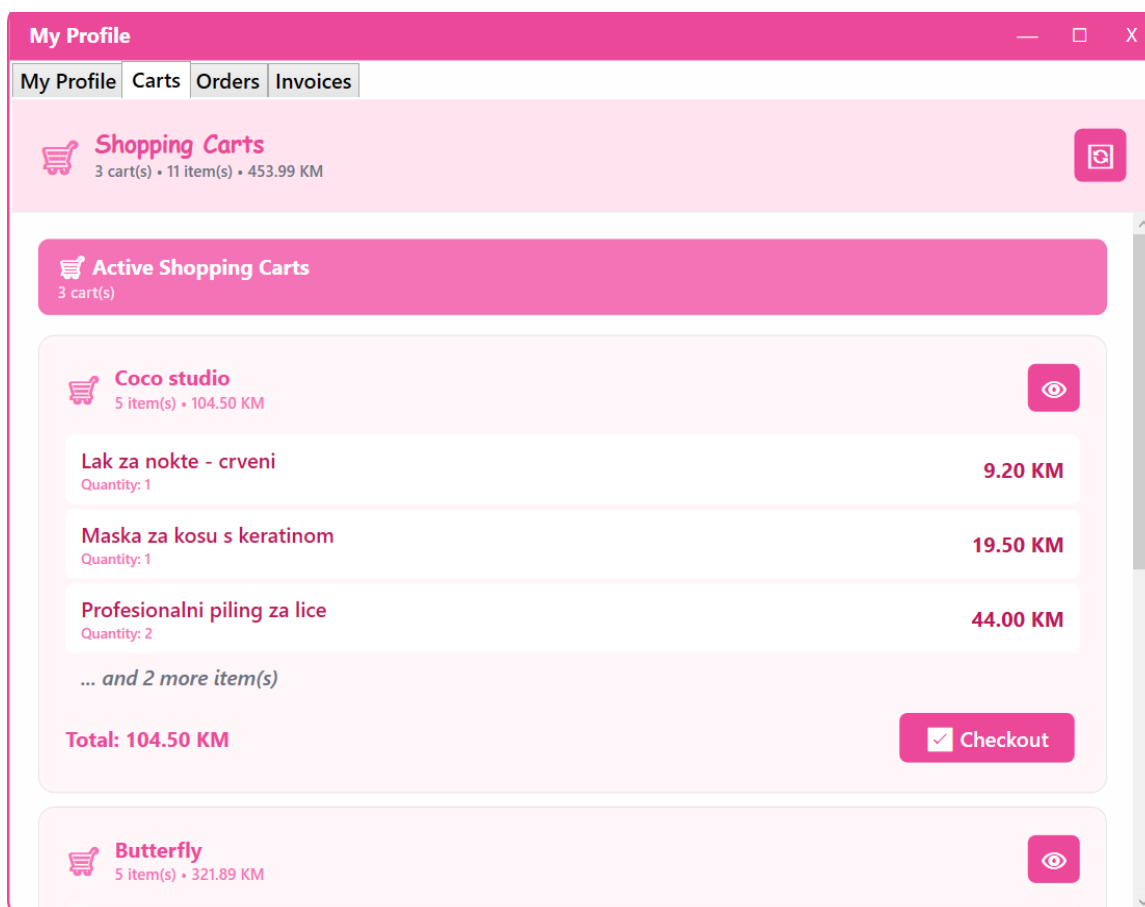 My Profile
My Profile Carts Orders Invoices
Shopping Carts
3 cart(s) • 11 item(s) • 453.99 KM
Active Shopping Carts
3 cart(s)
Coco studio
5 item(s) • 104.50 KM
Lak za nokte - crveni
Quantity: 1
9.20 KM
Maska za kosu s keratinom
Quantity: 1
19.50 KM
Profesionalni piling za lice
Quantity: 2
44.00 KM
... and 2 more item(s)
Total: 104.50 KM
Checkout
Butterfly
5 item(s) • 321.89 KM